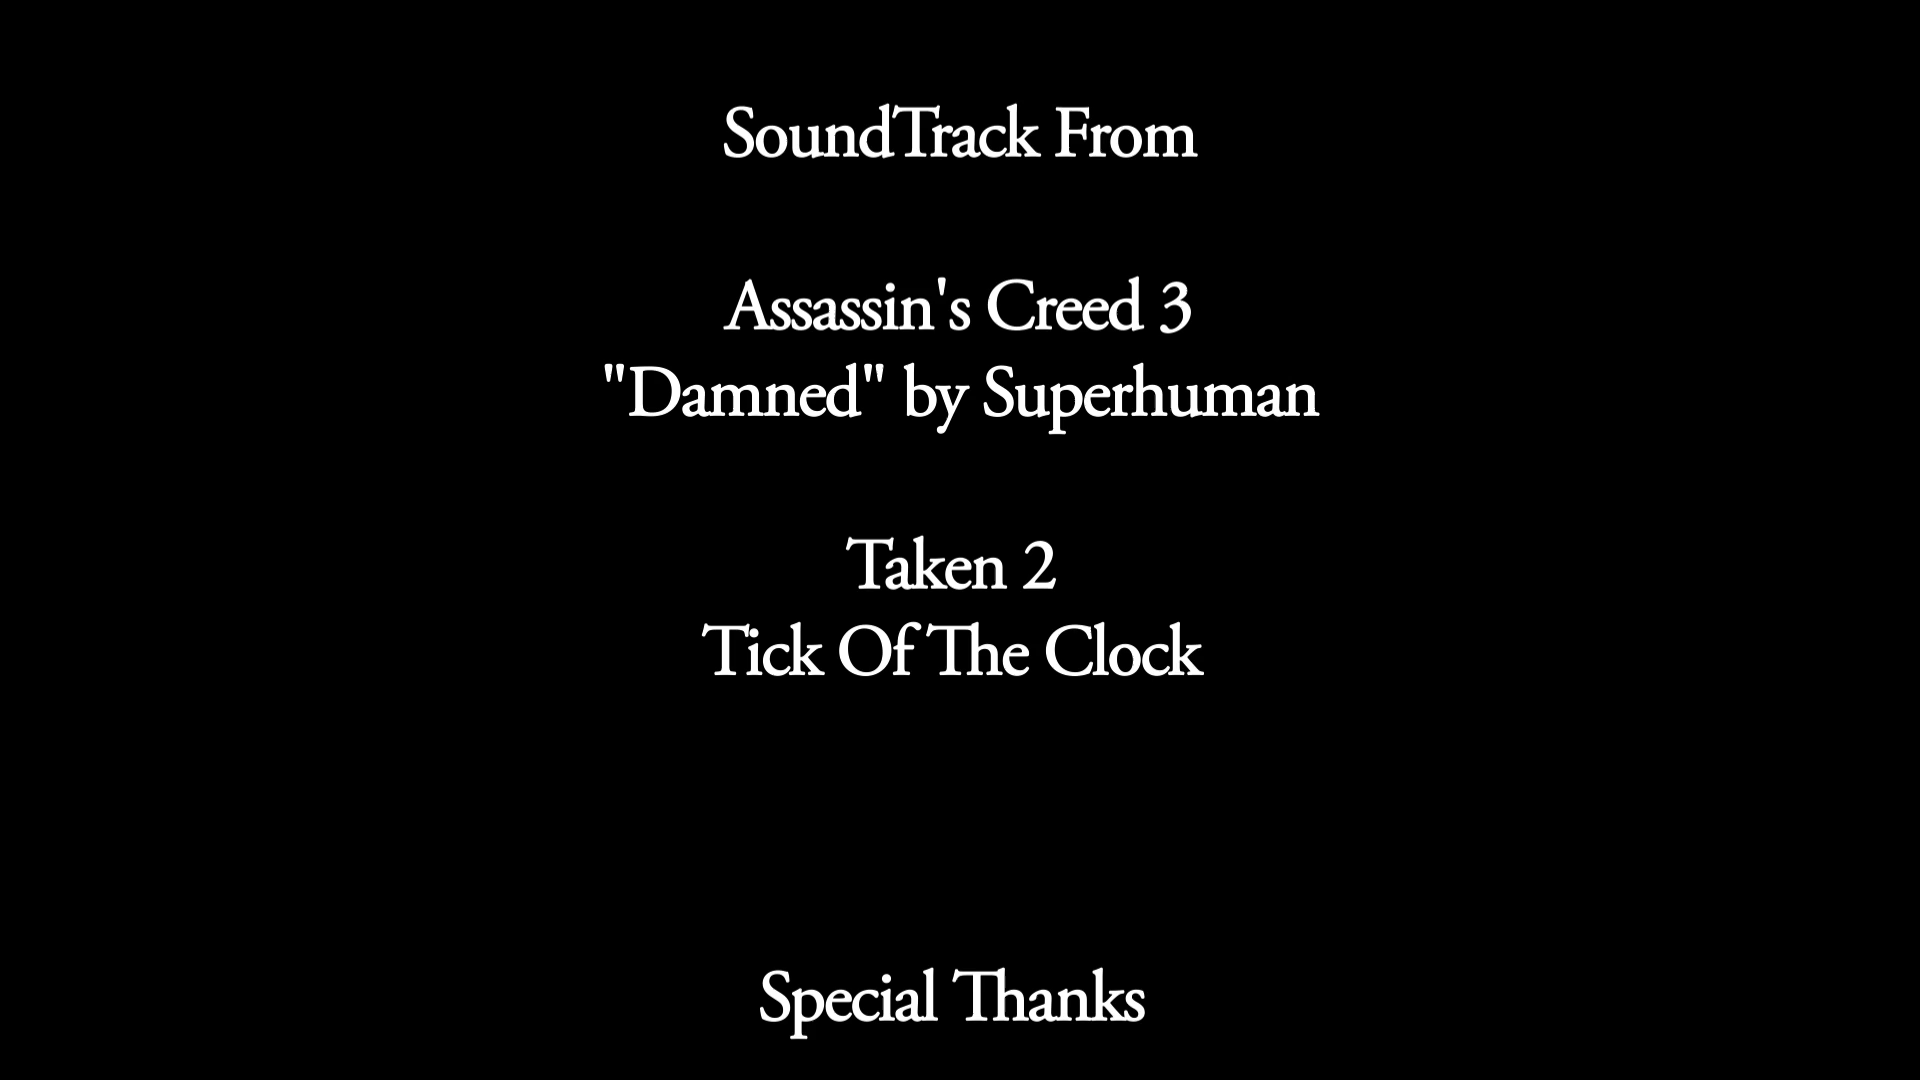 SoundTrack From
Assassin's Creed 3
"Damned" by Superhuman
Taken 2
Tick Of The Clock
Special Thanks